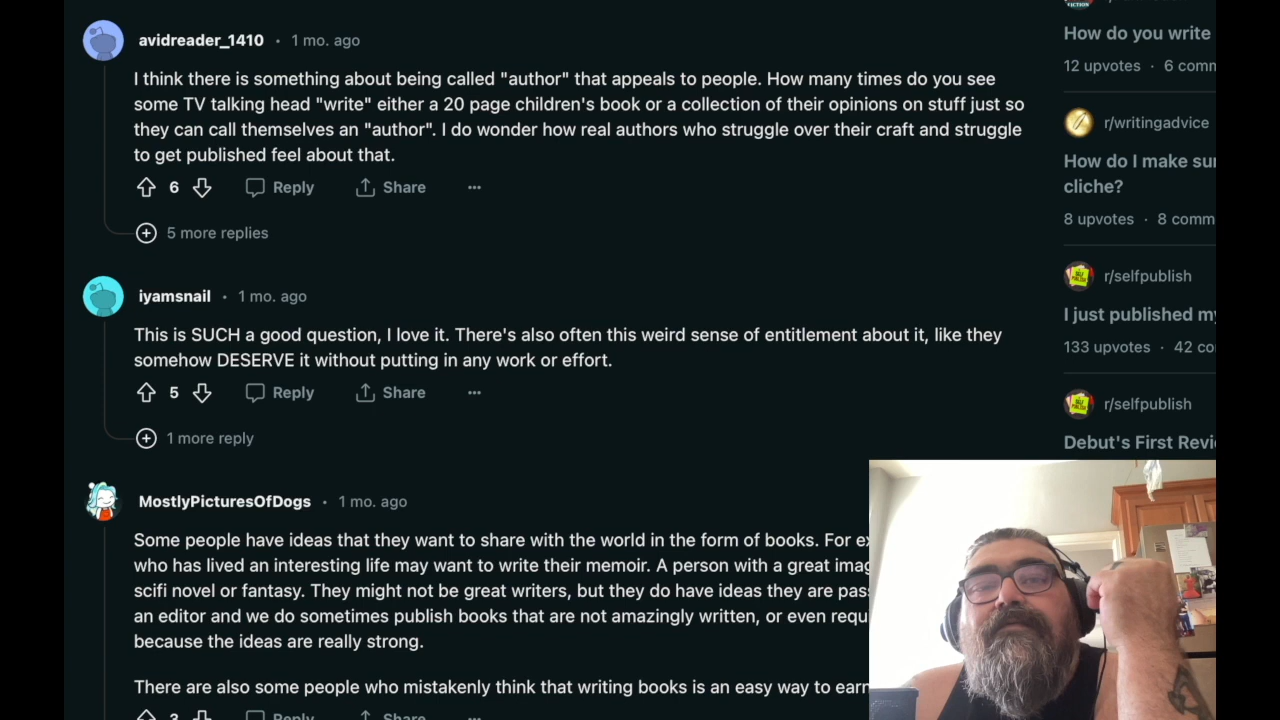 avidreader_1410 • 1 mo. ago
I think there is something about being called "author" that appeals to people. How many times do you see
some TV talking head "write" either a 20 page children's book or a collection of their opinions on stuff just so
they can call themselves an "author". I do wonder how real authors who struggle over their craft and struggle
to get published feel about that.
6 Reply Share
5 more replies
iyamsnail • 1 mo. ago
This is SUCH a good question, I love it. There's also often this weird sense of entitlement about it, like they
somehow DESERVE it without putting in any work or effort.
5 Reply Share
1 more reply
MostlyPicturesOfDogs • 1 mo. ago
Some people have ideas that they want to share with the world in the form of books. For ex
who has lived an interesting life may want to write their memoir. A person with a great imag
scifi novel or fantasy. They might not be great writers, but they do have ideas they are pas
an editor and we do sometimes publish books that are not amazingly written, or even requ
because the ideas are really strong.
There are also some people who mistakenly think that writing books is an easy way to earn
3 Reply Share
FICTION
How do you write
12 upvotes · 6 comm
r/writingadvice
How do I make sur
cliche?
8 upvotes · 8 comm
r/selfpublish
I just published my
133 upvotes · 42 co
r/selfpublish
Debut's First Revi